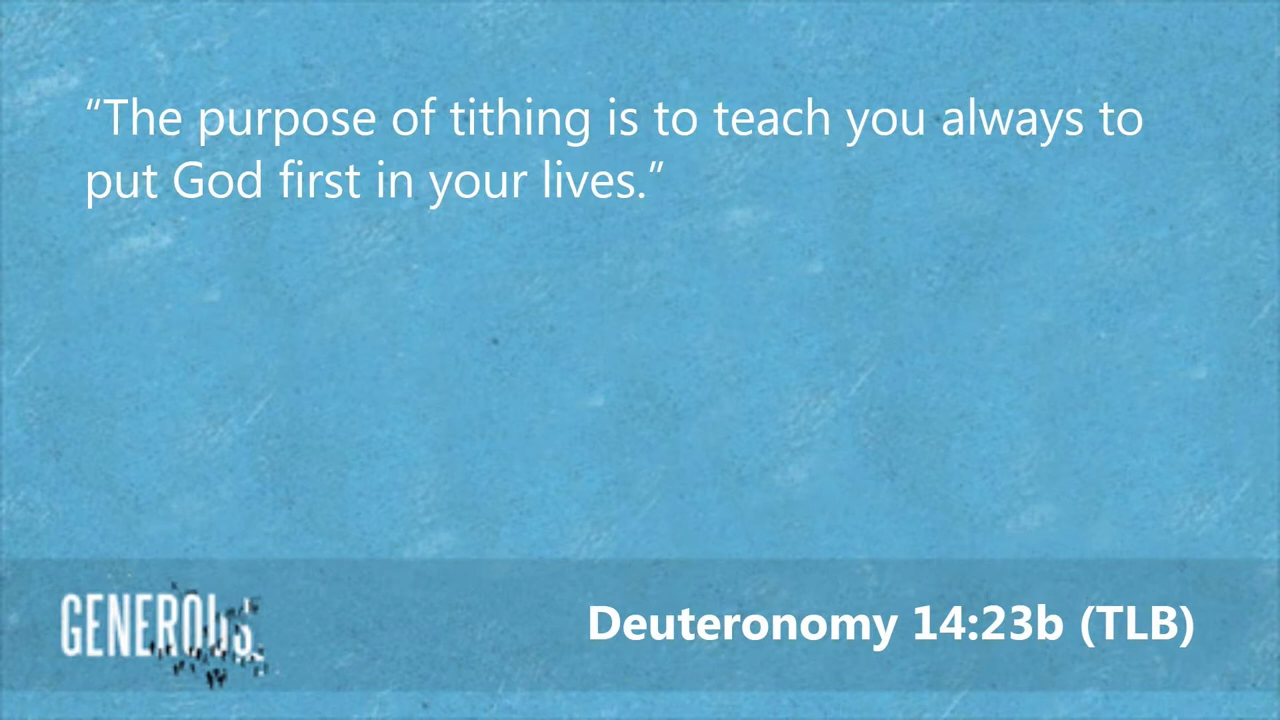 “The purpose of tithing is to teach you always to
put God first in your lives.”
GENEROUS
Deuteronomy 14:23b (TLB)